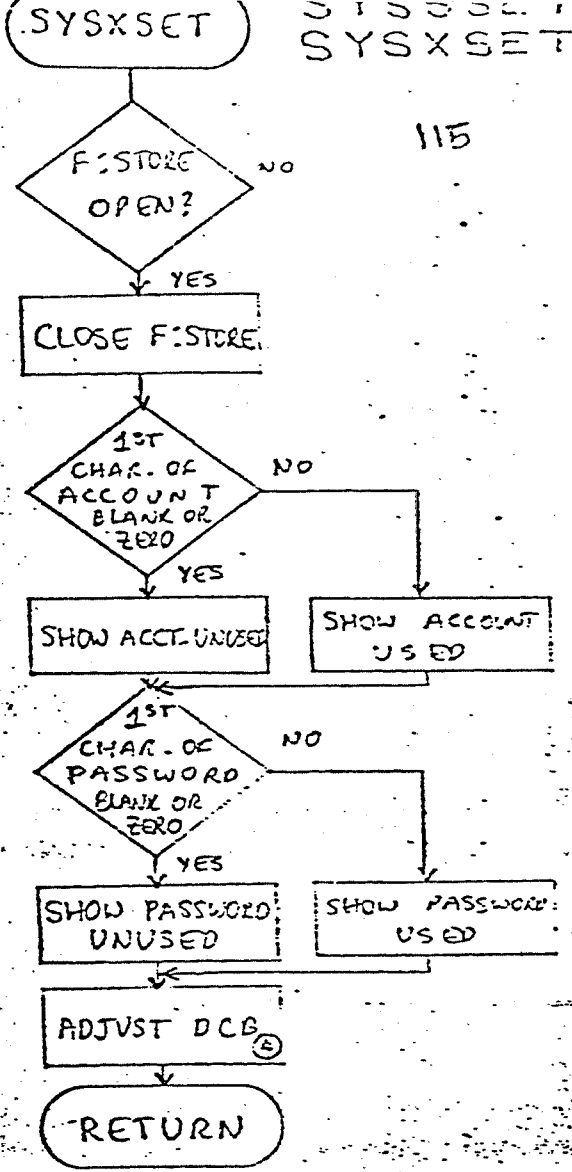 SYSXSET
SYSXSET
115
F:STORE
OPEN?
NO
YES
CLOSE F:STORE
1ST
CHAR. OF
ACCOUNT
BLANK OR
ZERO
NO
YES
SHOW ACCT. UNUSED
SHOW ACCOUNT
USED
1ST
CHAR. OF
PASSWORD
BLANK OR
ZERO
NO
YES
SHOW PASSWORD
UNUSED
SHOW PASSWORD
USED
ADJUST DCB
RETURN